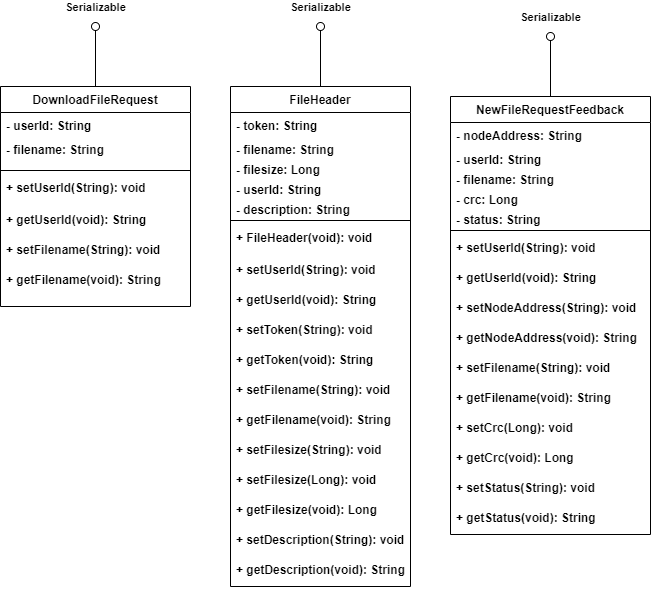 Serializable
DownloadFileRequest
- userId: String
- filename: String
+ setUserId(String): void
+ getUserId(void): String
+ setFilename(String): void
+ getFilename(void): String
Serializable
FileHeader
- token: String
- filename: String
- filesize: Long
- userId: String
- description: String
+ FileHeader(void): void
+ setUserId(String): void
+ getUserId(void): String
+ setToken(String): void
+ getToken(void): String
+ setFilename(String): void
+ getFilename(void): String
+ setFilesize(String): void
+ setFilesize(Long): void
+ getFilesize(void): Long
+ setDescription(String): void
+ getDescription(void): String
Serializable
NewFileRequestFeedback
- nodeAddress: String
- userId: String
- filename: String
- crc: Long
- status: String
+ setUserId(String): void
+ getUserId(void): String
+ setNodeAddress(String): void
+ getNodeAddress(void): String
+ setFilename(String): void
+ getFilename(void): String
+ setCrc(Long): void
+ getCrc(void): Long
+ setStatus(String): void
+ getStatus(void): String